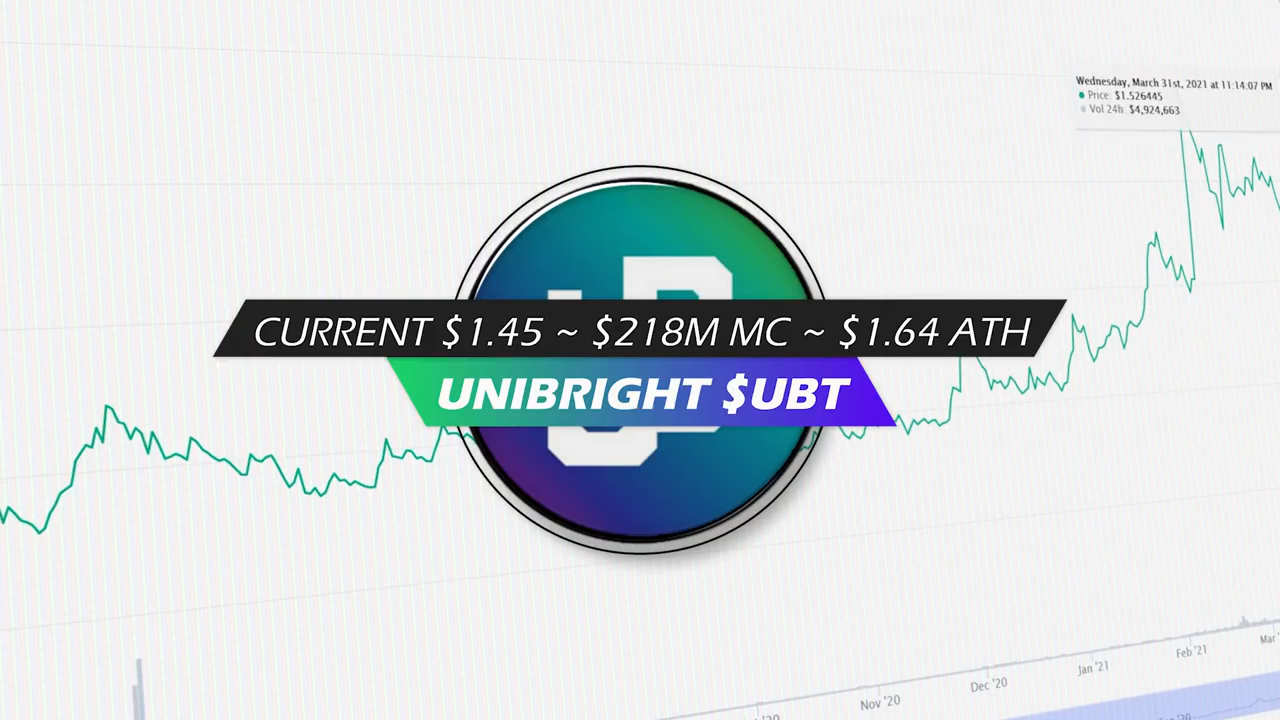 Wednesday, March 31st, 2021 at 11:14:07 PM
Price: $1.526445
Vol 24h: $4,924,663
CURRENT $1.45 ~ $218M MC ~ $1.64 ATH
UNIBRIGHT $UBT
Nov '20
Dec '20
Jan '21
Feb '21
Mar